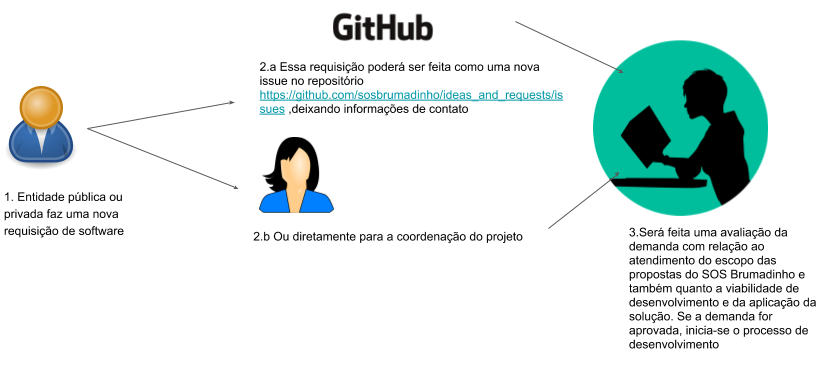 GitHub
2.a Essa requisição poderá ser feita como uma nova
issue no repositório
https://github.com/sosbrumadinho/ideas_and_requests/is
sues ,deixando informações de contato
1. Entidade pública ou
privada faz uma nova
requisição de software
2.b Ou diretamente para a coordenação do projeto
3.Será feita uma avaliação da
demanda com relação ao
atendimento do escopo das
propostas do SOS Brumadinho e
também quanto a viabilidade de
desenvolvimento e da aplicação da
solução. Se a demanda for
aprovada, inicia-se o processo de
desenvolvimento